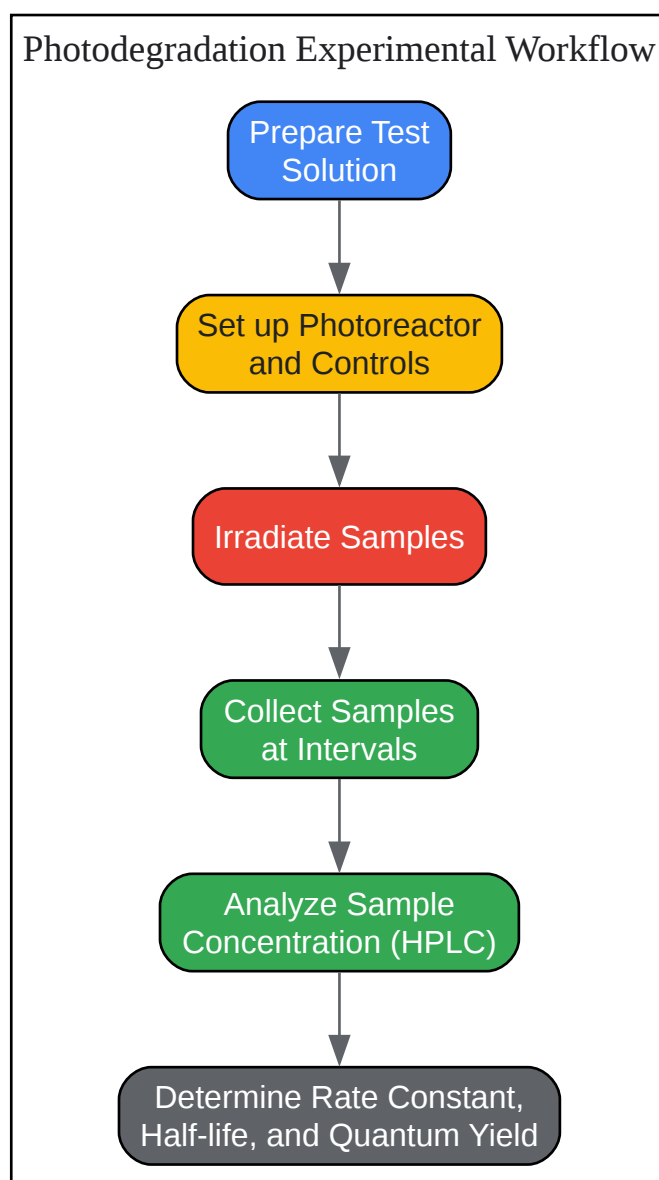 Photodegradation Experimental Workflow
Prepare Test
Solution
Set up Photoreactor
and Controls
Irradiate Samples
Collect Samples
at Intervals
Analyze Sample
Concentration (HPLC)
Determine Rate Constant,
Half-life, and Quantum Yield